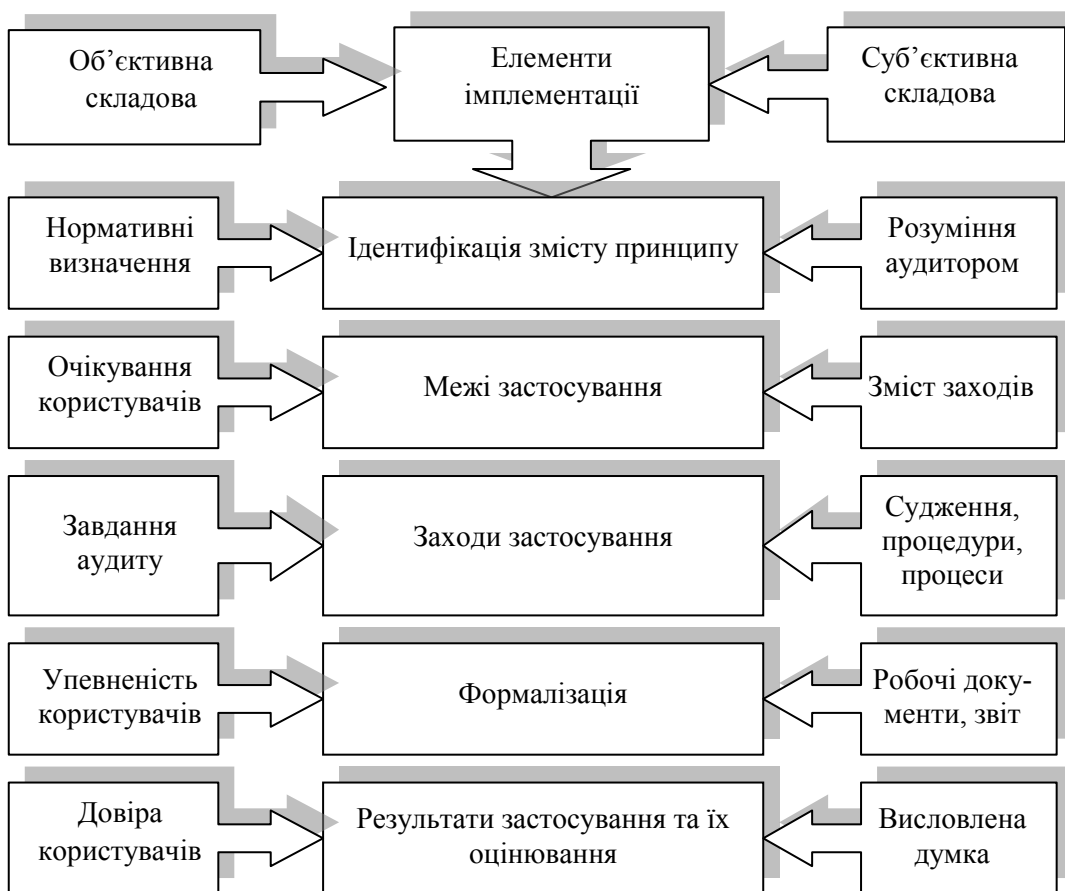 Об’єктивна
складова
Елементи
імплементації
Суб’єктивна
складова
Нормативні
визначення
Ідентифікація змісту принципу
Розуміння
аудитором
Очікування
користувачів
Межі застосування
Зміст заходів
Завдання
аудиту
Заходи застосування
Судження,
процедури,
процеси
Упевненість
користувачів
Формалізація
Робочі доку-
менти, звіт
Довіра
користувачів
Результати застосування та їх
оцінювання
Висловлена
думка